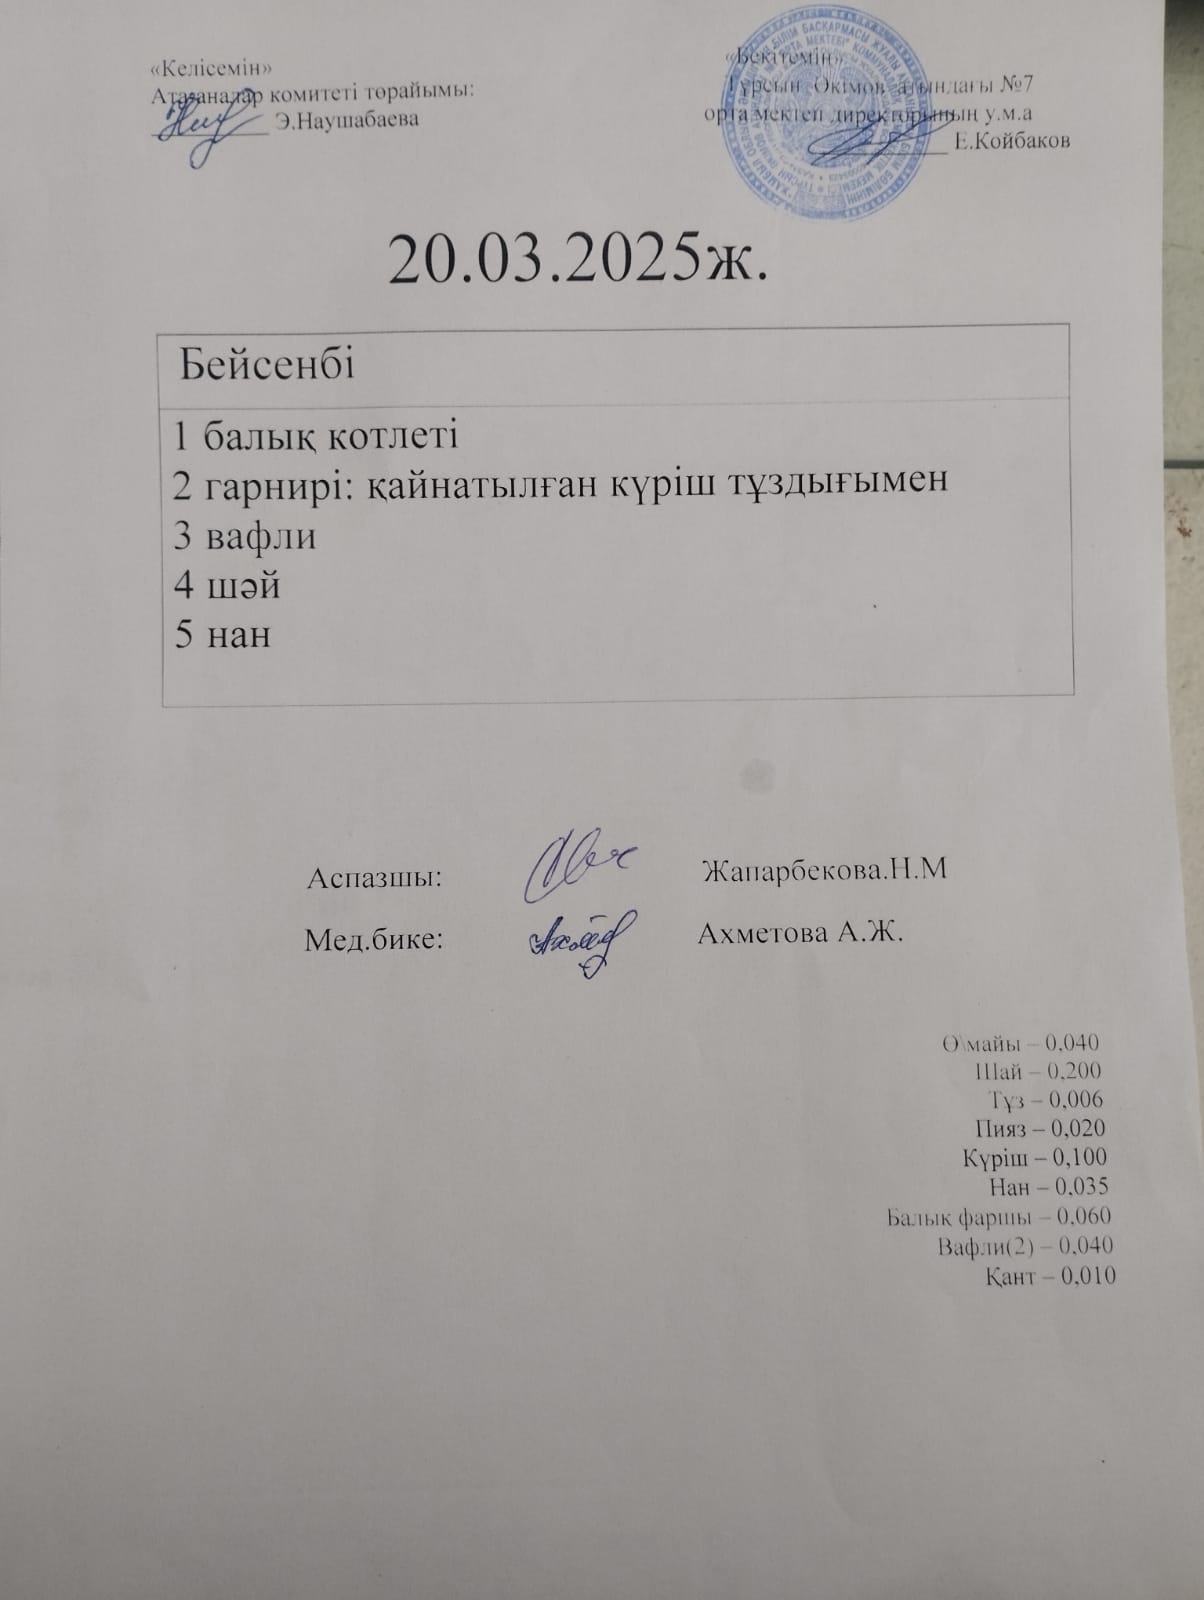 «Келісемін»
Атааналар комитеті төрайымы:
Э.Наушабаева
«Бекітемін»
Тұрсын Әкімов атындағы №7
орта мектеп директорының у.м.а
Е.Койбаков
20.03.2025ж.
Бейсенбі
1 балық котлеті
2 гарнирі: қайнатылған күріш тұздығымен
3 вафли
4 шәй
5 нан
Аспазшы: Жапарбекова.Н.М
Мед.бике: Ахметова А.Ж.
Ө\майы – 0,040
Шай – 0,200
Тұз – 0,006
Пияз – 0,020
Күріш – 0,100
Нан – 0,035
Балық фаршы – 0,060
Вафли(2) – 0,040
Қант – 0,010